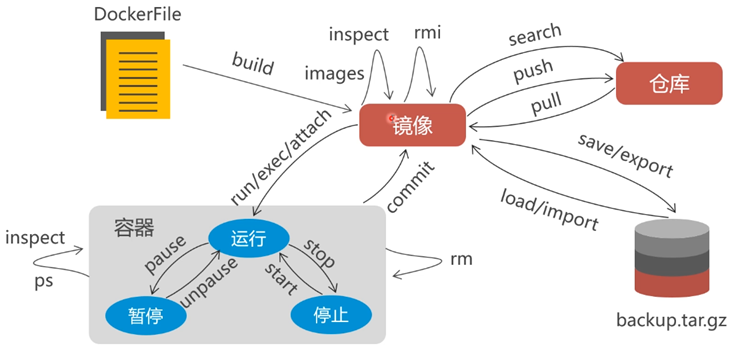 DockerFile
build
inspect
images
rmi
search
push
pull
仓库
镜像
run/exec/attach
commit
save/export
load/import
backup.tar.gz
容器
运行
pause
unpause
stop
start
暂停
停止
inspect
ps
rm